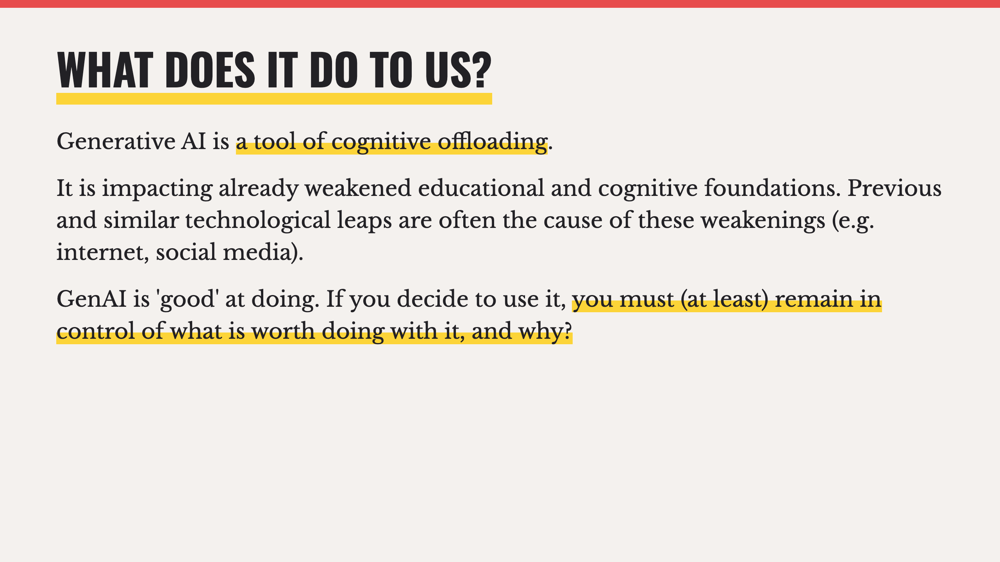 WHAT DOES IT DO TO US?
Generative AI is a tool of cognitive offloading.
It is impacting already weakened educational and cognitive foundations. Previous
and similar technological leaps are often the cause of these weakenings (e.g.
internet, social media).
GenAI is 'good' at doing. If you decide to use it, you must (at least) remain in
control of what is worth doing with it, and why?